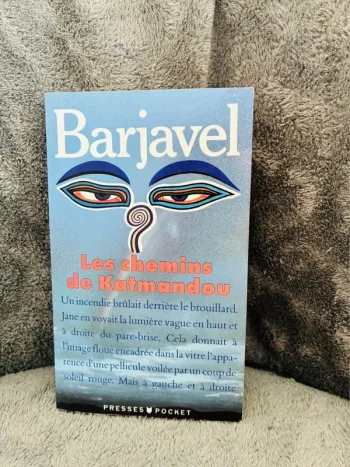 Barjavel
Les chemins
de Katmandou
Un incendie brûlait derrière le brouillard.
Jane en voyait la lumière vague en haut et
à droite du pare-brise. Cela donnait à
l'image floue encadrée dans la vitre l'appa-
rence d'une pellicule voilée par un coup de
soleil rouge. Mais à gauche et à droite
PRESSES POCKET